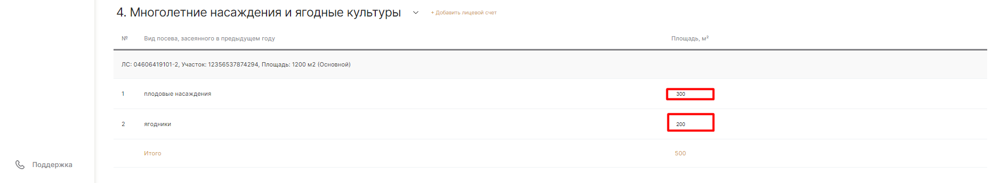 4. Многолетние насаждения и ягодные культуры + Добавить лицевой счет
№ Вид посева, засеянного в предыдущем году Площадь, м²
ЛС: 04606419101-2, Участок: 12356537874294, Площадь: 1200 м2 (Основной)
1 плодовые насаждения 300
2 ягодники 200
Итого 500
Поддержка